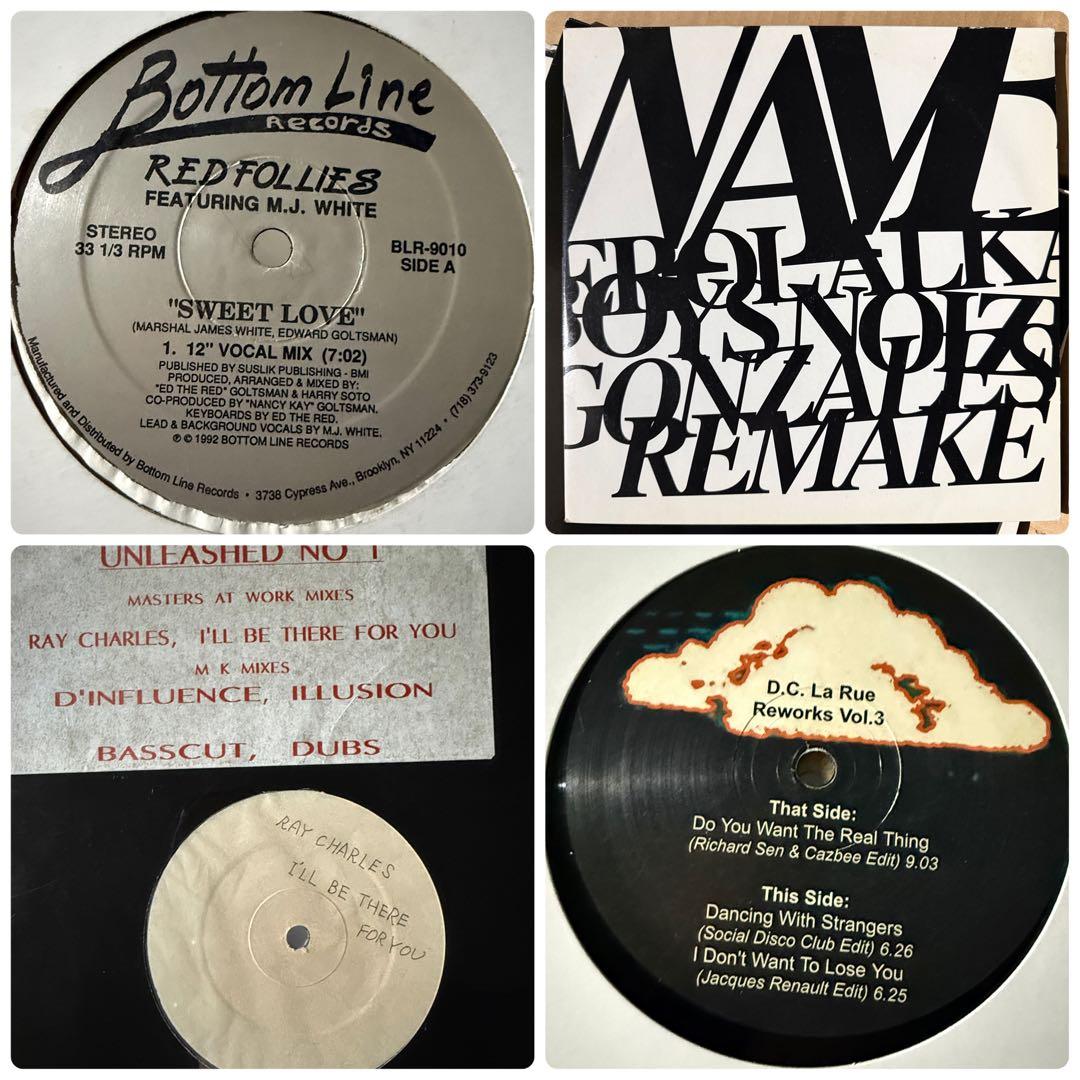 Bottom Line
Records
RED FOLLIES
FEATURING M.J. WHITE
STEREO
33 1/3 RPM
BLR-9010
SIDE A
"SWEET LOVE"
(MARSHAL JAMES WHITE, EDWARD GOLTSMAN)
1. 12" VOCAL MIX (7:02)
PUBLISHED BY SUSLIK PUBLISHING - BMI
PRODUCED, ARRANGED & MIXED BY:
"ED THE RED" GOLTSMAN & HARRY SOTO
CO-PRODUCED BY "NANCY KAY" GOLTSMAN.
KEYBOARDS BY ED THE RED.
LEAD & BACKGROUND VOCALS BY M.J. WHITE.
℗ © 1992 BOTTOM LINE RECORDS
Manufactured and Distributed by Bottom Line Records • 3738 Cypress Ave., Brooklyn, NY 11224 • (718) 373-9123
EROL ALKA
BOYS NOIZE
GONZALES
REMAKE
UNLEASHED NO 1
MASTERS AT WORK MIXES
RAY CHARLES, I'LL BE THERE FOR YOU
M K MIXES
D'INFLUENCE, ILLUSION
BASSCUT, DUBS
RAY CHARLES
I'LL BE THERE
FOR YOU
D.C. La Rue
Reworks Vol.3
That Side:
Do You Want The Real Thing
(Richard Sen & Cazbee Edit) 9.03
This Side:
Dancing With Strangers
(Social Disco Club Edit) 6.26
I Don't Want To Lose You
(Jacques Renault Edit) 6.25